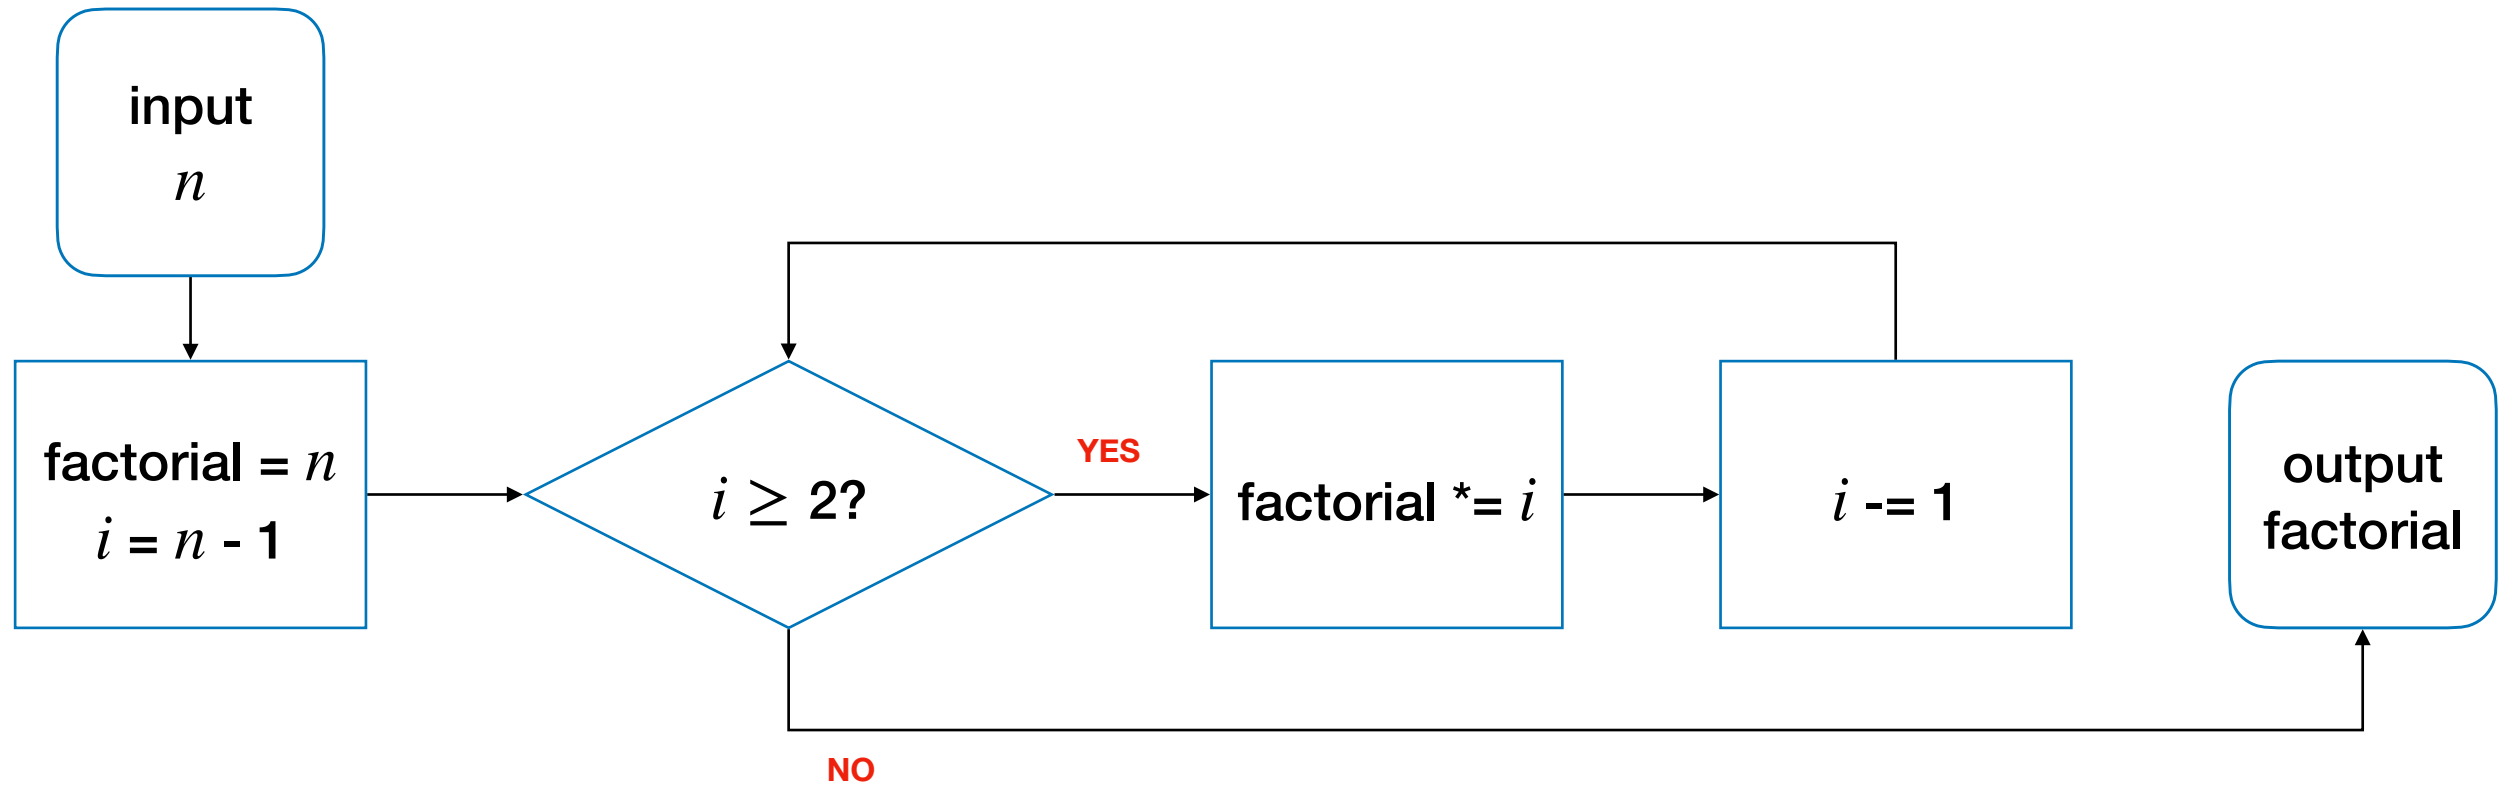 input
n
factorial = n
i = n - 1
i ≥ 2?
YES
NO
factorial *= i
i -= 1
output
factorial